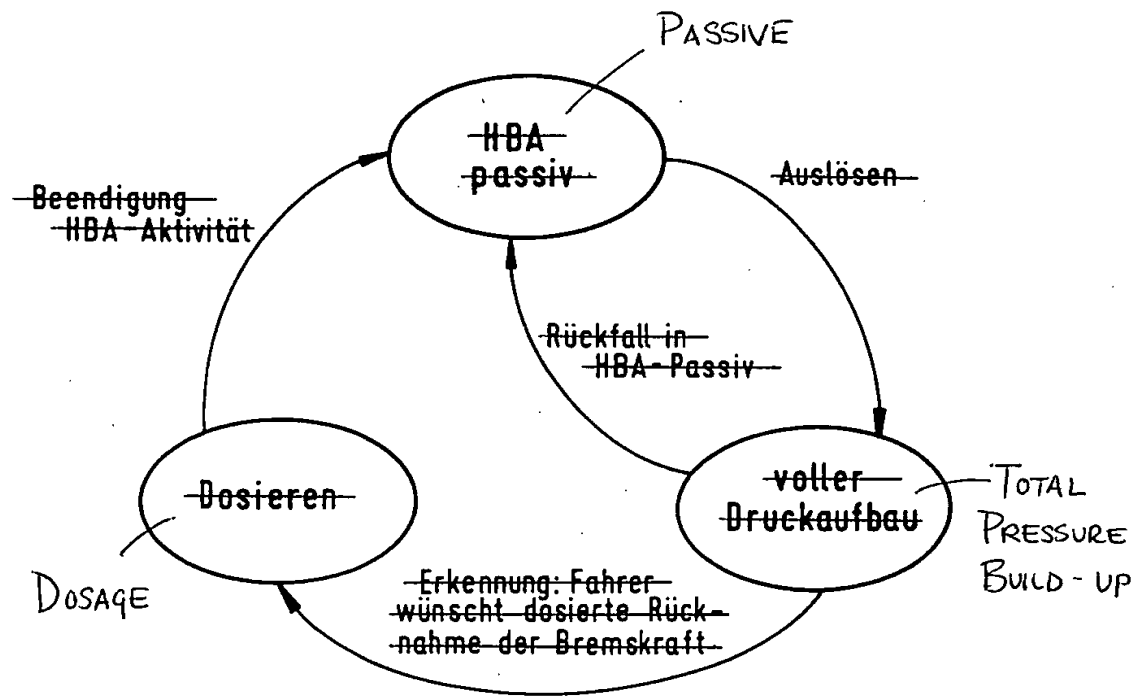 PASSIVE
HBA
passiv
Auslösen
Beendigung
HBA-Aktivität
Rückfall in
HBA-Passiv
Dosieren
voller
Druckaufbau
TOTAL
PRESSURE
BUILD-UP
DOSAGE
Erkennung: Fahrer
wünscht dosierte Rück-
nahme der Bremskraft